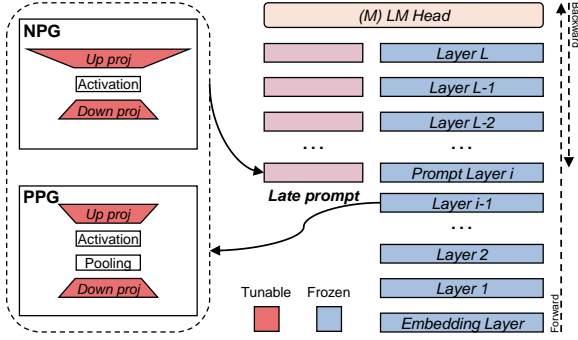 NPG
Up proj
Activation
Down proj
PPG
Up proj
Activation
Pooling
Down proj
(M) LM Head
Layer L
Layer L-1
Layer L-2
... ...
Prompt Layer i
Late prompt
Layer i-1
...
Layer 2
Layer 1
Embedding Layer
Tunable
Frozen
Forward
Backward